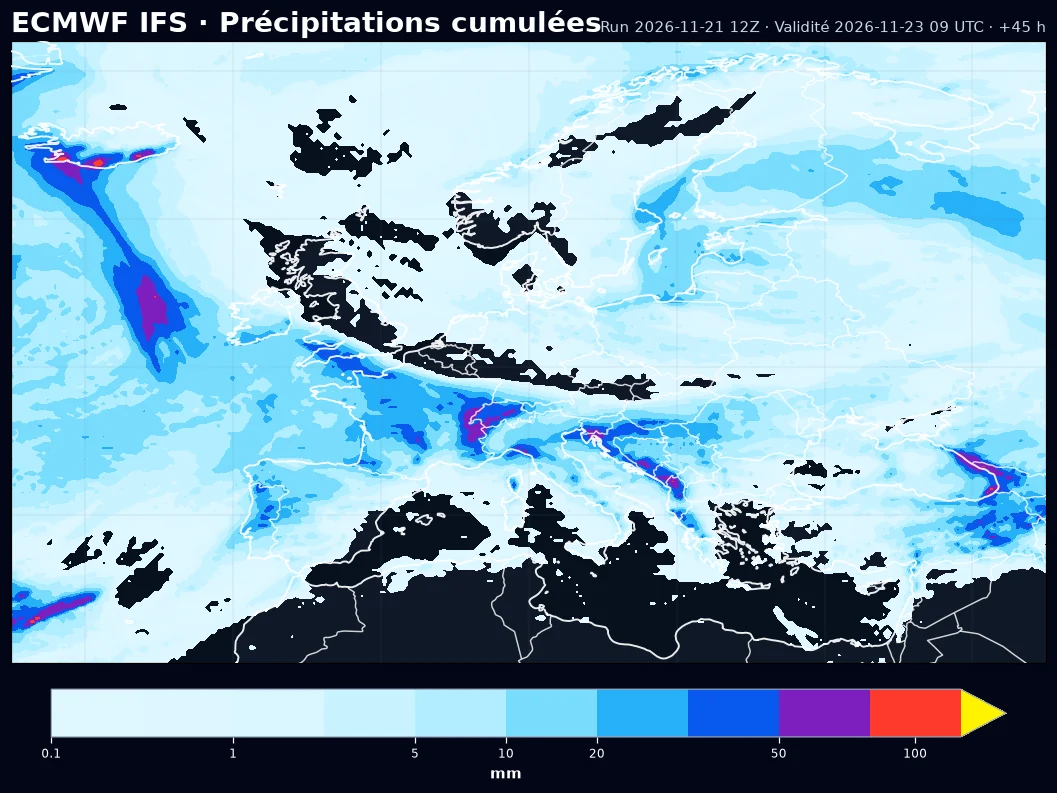 ECMWF IFS · Précipitations cumulées
Run 2026-11-21 12Z · Validité 2026-11-23 09 UTC · +45 h
0.1 1 5 10 20 50 100
mm